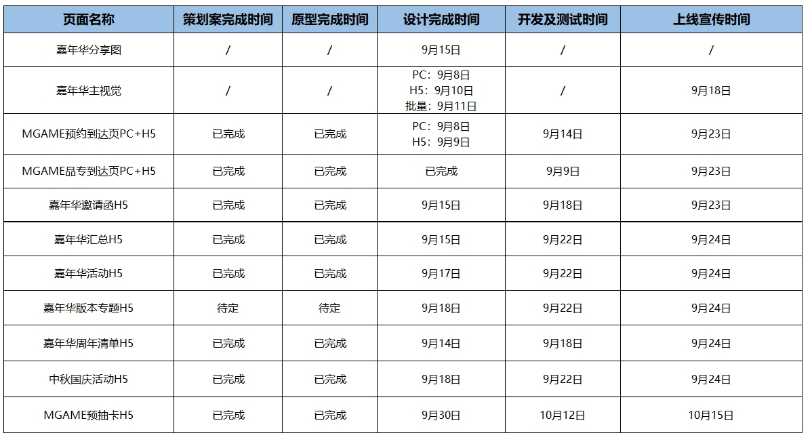 页面名称 策划案完成时间 原型完成时间 设计完成时间 开发及测试时间 上线宣传时间
嘉年华分享图 / / 9月15日 / /
嘉年华主视觉 / / PC：9月8日 / 9月18日
H5：9月10日
批量：9月11日
MGAME预约到达页PC+H5 已完成 已完成 PC：9月8日 9月14日 9月23日
H5：9月9日
MGAME品专到达页PC+H5 已完成 已完成 已完成 9月9日 9月23日
嘉年华邀请函H5 已完成 已完成 9月15日 9月18日 9月23日
嘉年华汇总H5 已完成 已完成 9月15日 9月22日 9月24日
嘉年华活动H5 已完成 已完成 9月17日 9月22日 9月24日
嘉年华版本专题H5 待定 待定 9月18日 9月22日 9月24日
嘉年华周年清单H5 已完成 已完成 9月14日 9月18日 9月24日
中秋国庆活动H5 已完成 已完成 9月18日 9月22日 9月24日
MGAME预抽卡H5 已完成 已完成 9月30日 10月12日 10月15日